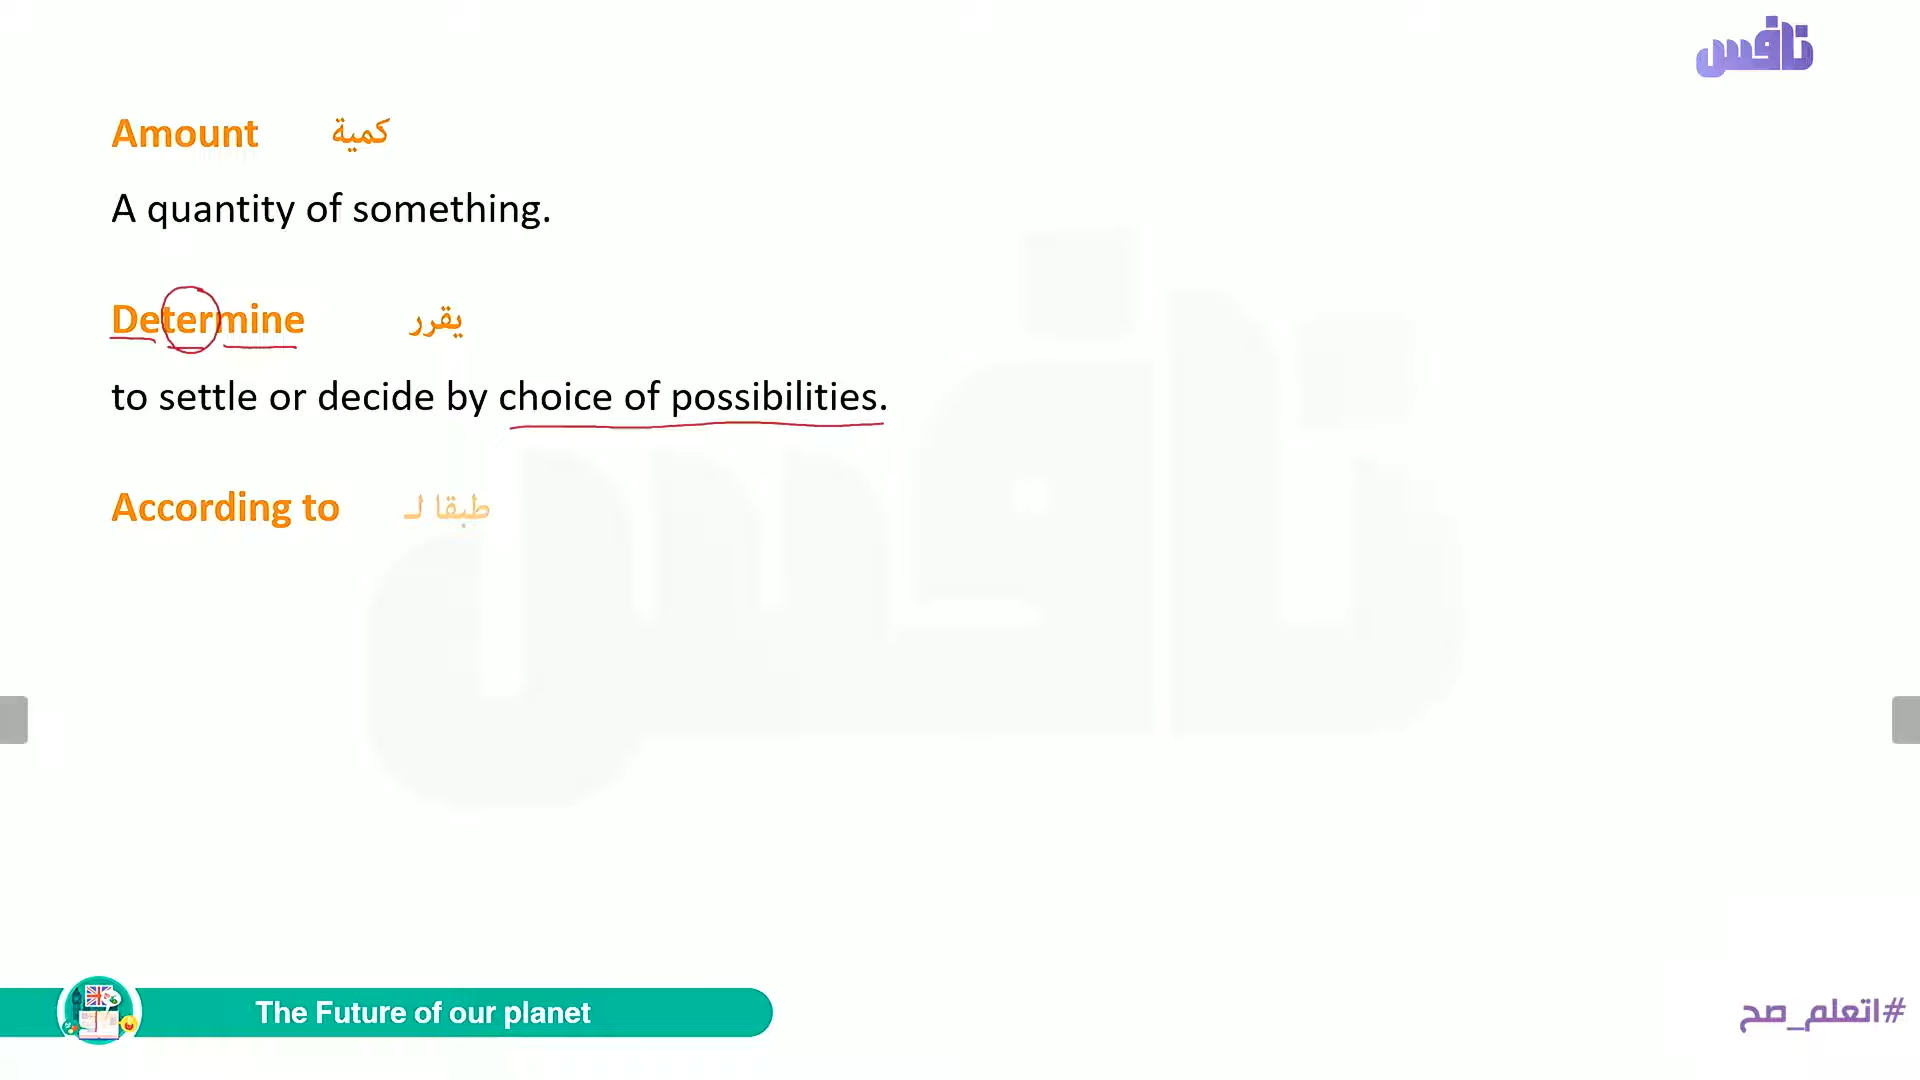 نافس
Amount كمية
A quantity of something.
Determine يقرر
to settle or decide by choice of possibilities.
According to طبقا لـ
نافس
The Future of our planet
#اتعلم_صح